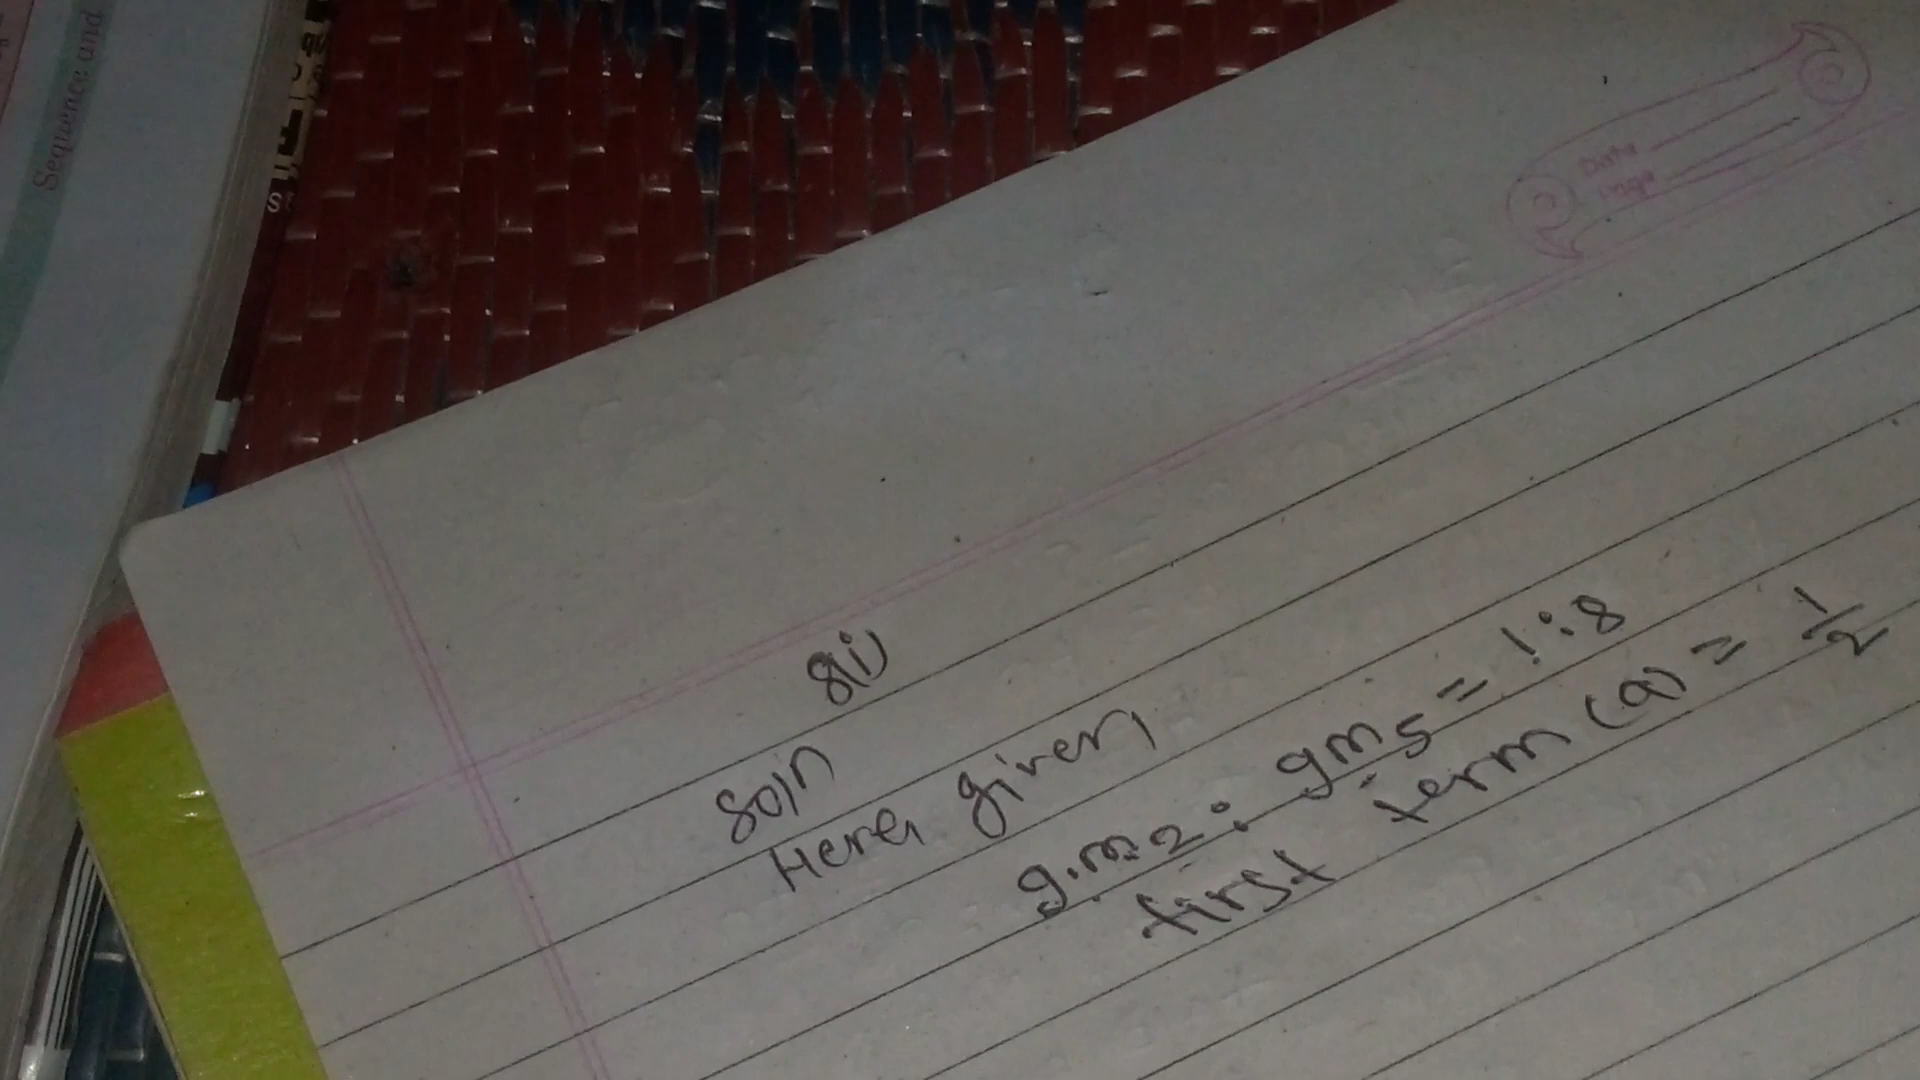 Sequence and
Date
Page
8(i)
Soln
Here, given,
g.m2 : gm5 = 1:8
first term (a) = 1/2